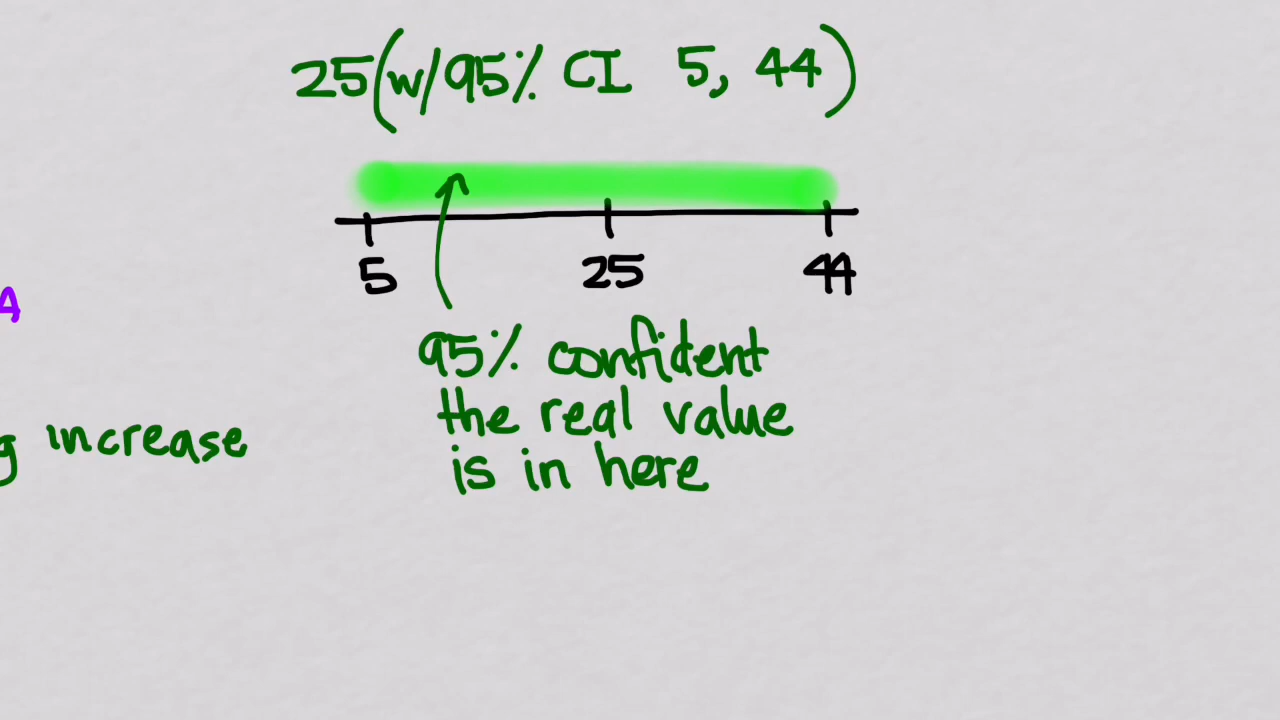 25(w/95% CI 5, 44)
5 25 44
A
95% confident
the real value
g increase
is in here